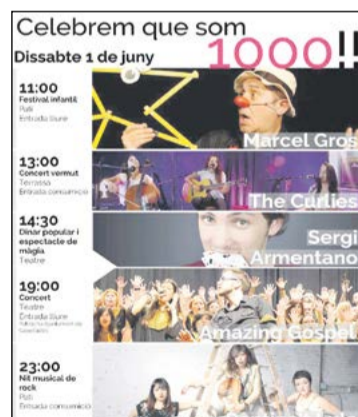 Celebrem que som
1000!!
Dissabte 1 de juny
11:00
Festival infantil
Pati
Entrada lliure
Marcel Gros
13:00
Concert vermut
Terrassa
Entrada consumició
The Curlies
14:30
Dinar popular i
espectacle de
màgia
Teatre
Sergi
Armentano
19:00
Concert
Teatre
Entrada lliure
Amazing Gospel
23:00
Nit musical de
rock
Pati
Entrada consumició